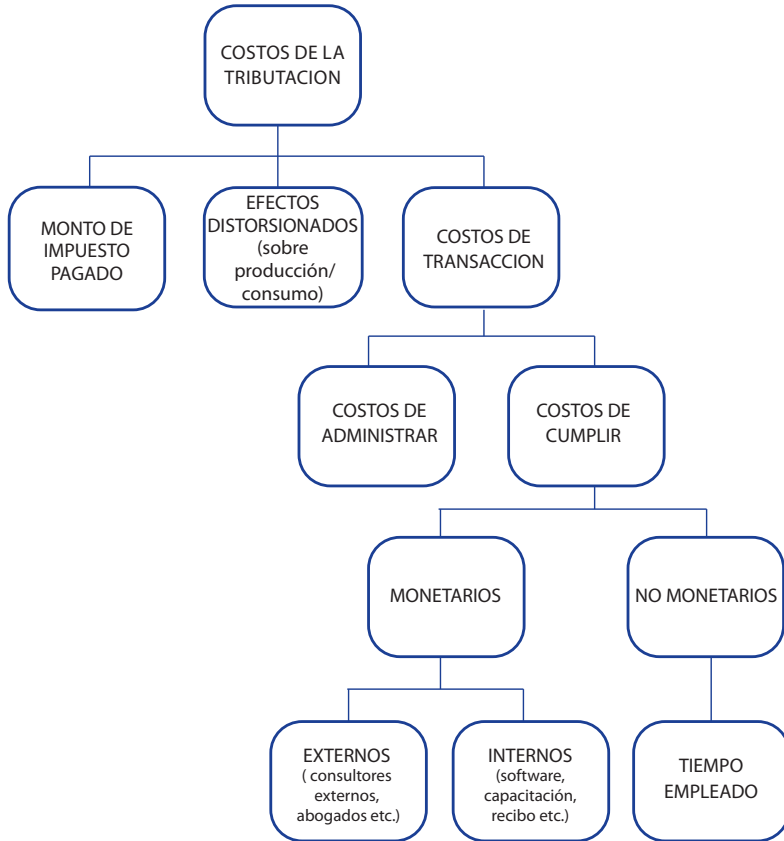 COSTOS DE LA
TRIBUTACION
MONTO DE
IMPUESTO
PAGADO
EFECTOS
DISTORSIONADOS
(sobre
producción/
consumo)
COSTOS DE
TRANSACCION
COSTOS DE
ADMINISTRAR
COSTOS DE
CUMPLIR
MONETARIOS
NO MONETARIOS
EXTERNOS
( consultores
externos,
abogados etc.)
INTERNOS
(software,
capacitación,
recibo etc.)
TIEMPO
EMPLEADO